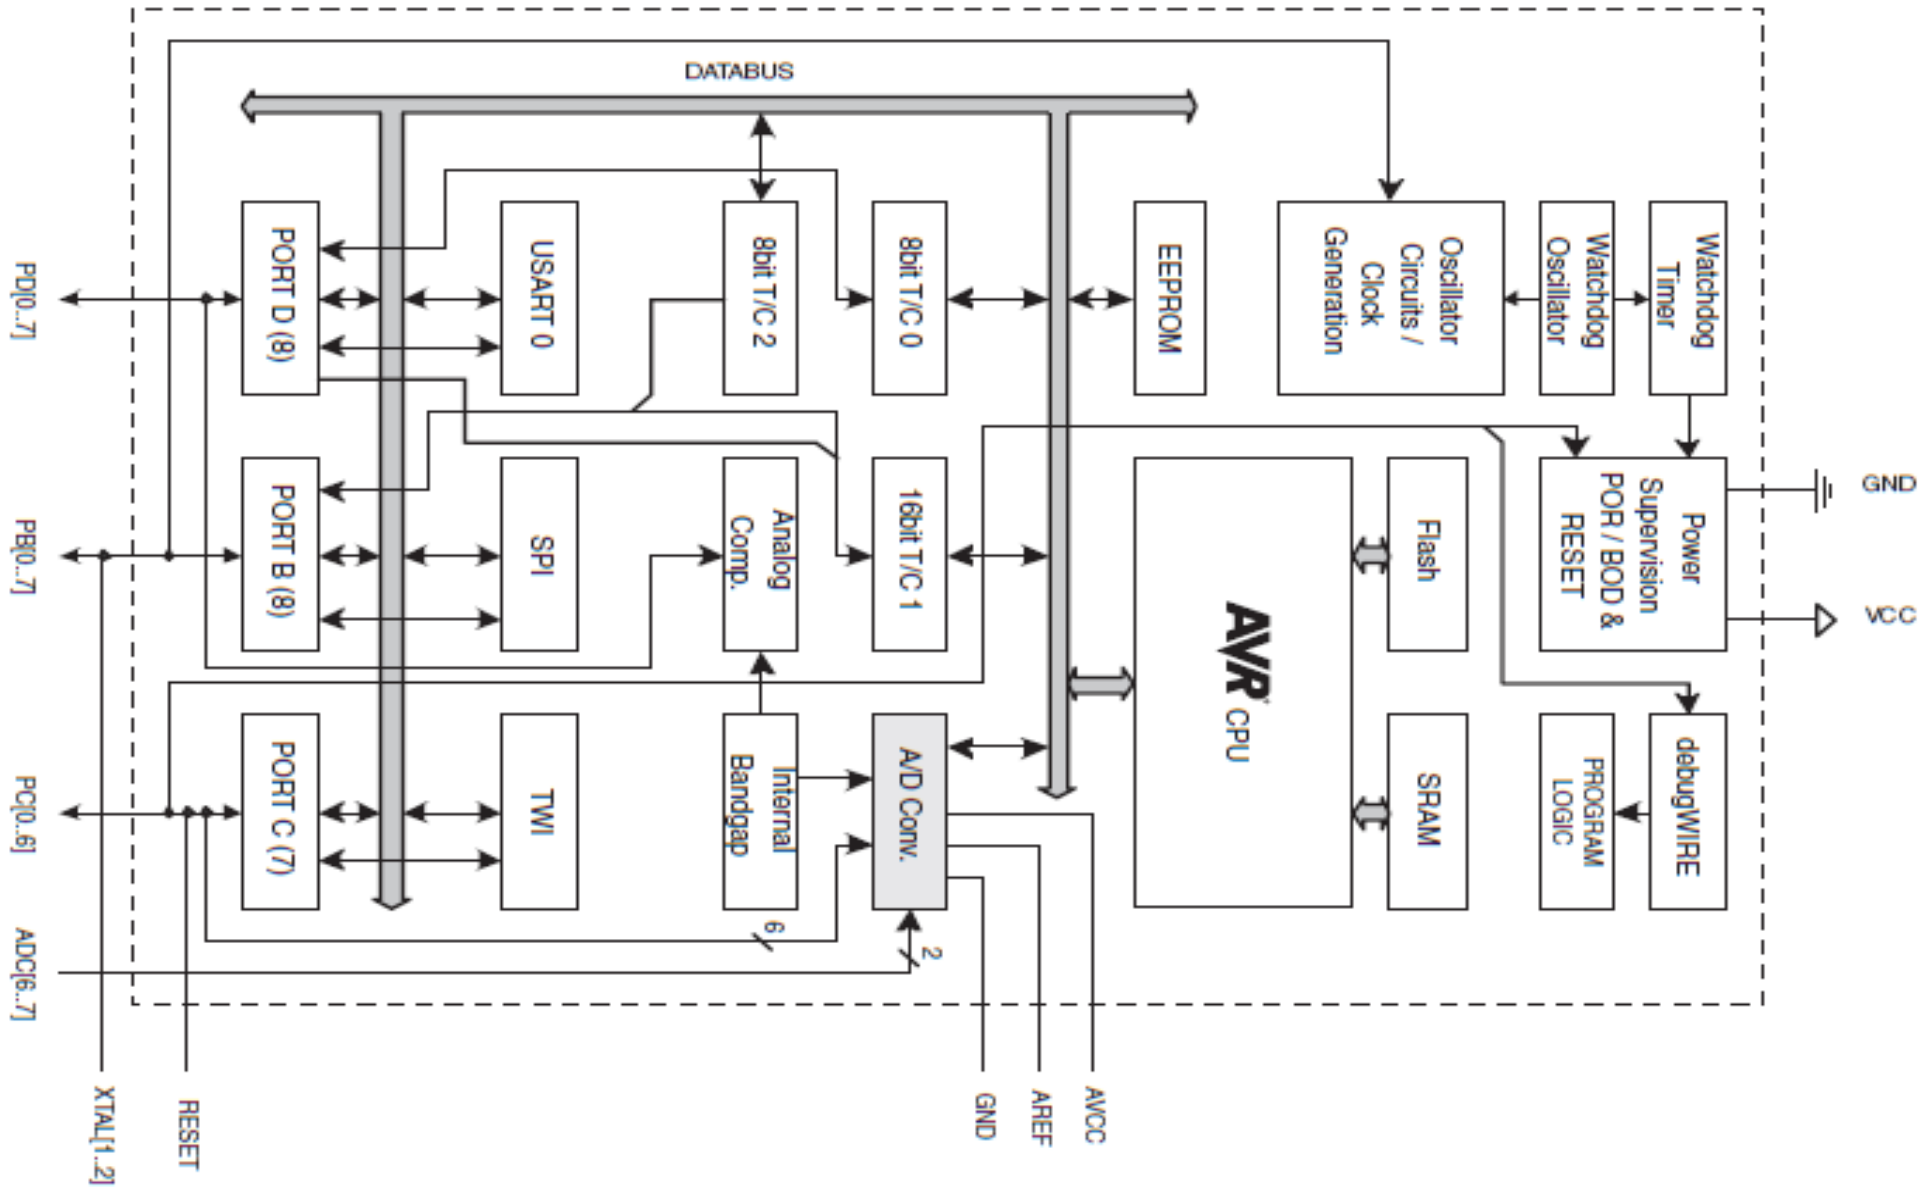 DATABUS
PORT D (8)
USART 0
8bit T/C 2
8bit T/C 0
EEPROM
Oscillator
Circuits /
Clock
Generation
Watchdog
Oscillator
Watchdog
Timer
PD[0..7]
PORT B (8)
SPI
Analog
Comp.
16bit T/C 1
AVR CPU
Flash
Power
Supervision
POR / BOD &
RESET
GND
VCC
PB[0..7]
PORT C (7)
TWI
Internal
Bandgap
A/D Conv.
SRAM
PROGRAM
LOGIC
debugWIRE
PC[0..6]
6
2
ADC[6..7]
XTAL[1..2]
RESET
GND
AREF
AVCC